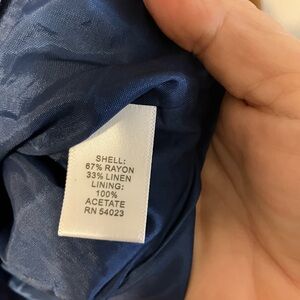 SHELL:
67% RAYON
33% LINEN
LINING:
100%
ACETATE
RN 54023